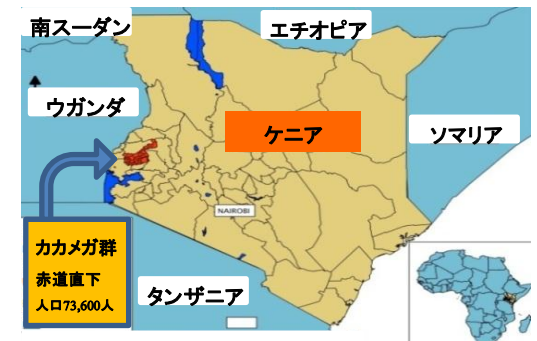 南スーダン
エチオピア
ウガンダ
ケニア
ソマリア
NAIROBI
カカメガ群
赤道直下
人口73,600人
タンザニア